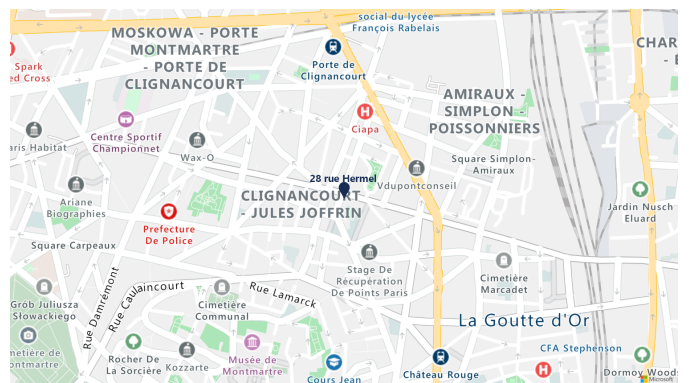 social du lycée
François Rabelais
MOSKOWA - PORTE
MONTMARTRE
- PORTE DE
CLIGNANCOURT
CHAR
Spark
ed Cross
Porte de
Clignancourt
AMIRAUX -
SIMPLON -
POISSONNIERS
Ciapa
Centre Sportif
Championnet
aris Habitat
Wax-O
Square Simplon-
Amiraux
28 rue Hermel
Vdupontconseil
Ariane
Biographies
CLIGNANCOURT
- JULES JOFFRIN
Jardin Nusch
Eluard
Prefecture
De Police
Square Carpeaux
Stage De
Récupération
De Points Paris
Cimetiére
Marcadet
Rue Damrémont
Rue Caulaincourt
Rue Lamarck
Grób Juliusza
Słowackiego
Cimetiére
Communal
La Goutte d'Or
metière de
ontmartre
Rocher De
La Sorcière
Kozzarte
Musée de
Montmartre
CFA Stephenson
Cours Jean
Château Rouge
Dormoy Woods
Microsoft